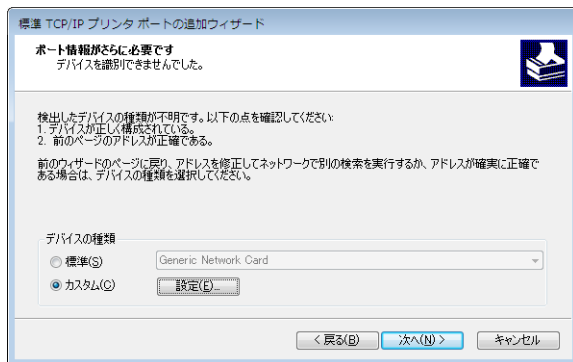 標準 TCP/IP プリンタ ポートの追加ウィザード
ポート情報がさらに必要です
デバイスを識別できませんでした。
検出したデバイスの種類が不明です。以下の点を確認してください:
1. デバイスが正しく構成されている。
2. 前のページのアドレスが正確である。
前のウィザードのページに戻り、アドレスを修正してネットワークで別の検索を実行するか、アドレスが確実に正確で
ある場合は、デバイスの種類を選択してください。
デバイスの種類
標準(S)
Generic Network Card
カスタム(C)
設定(E)...
< 戻る(B)
次へ(N) >
キャンセル